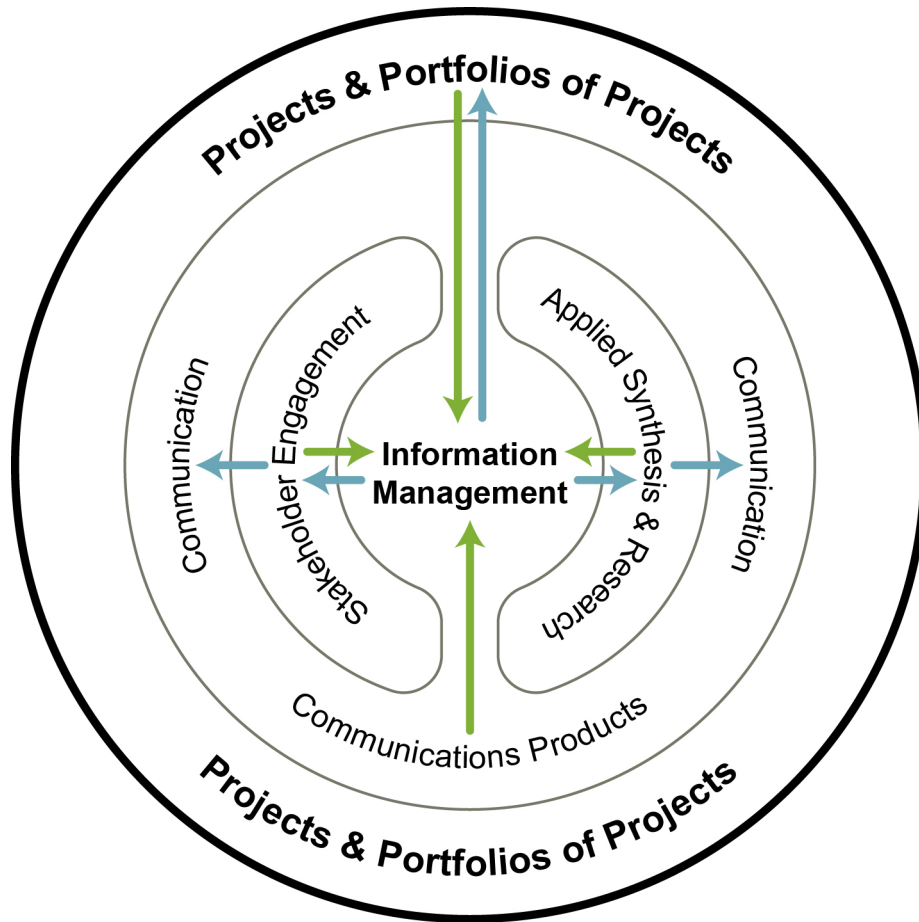 Projects & Portfolios of Projects
Communication
Stakeholder Engagement
Information
Management
Applied Synthesis & Research
Communication
Communications Products
Projects & Portfolios of Projects